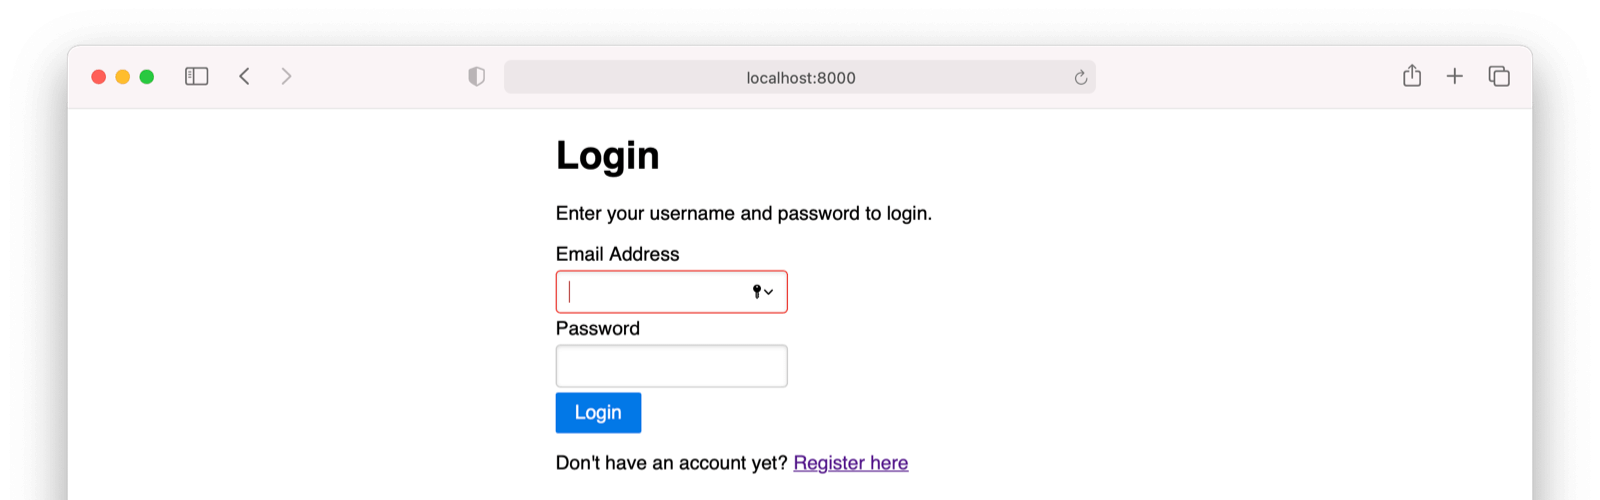 localhost:8000
Login
Enter your username and password to login.
Email Address
Password
Login
Don't have an account yet? Register here